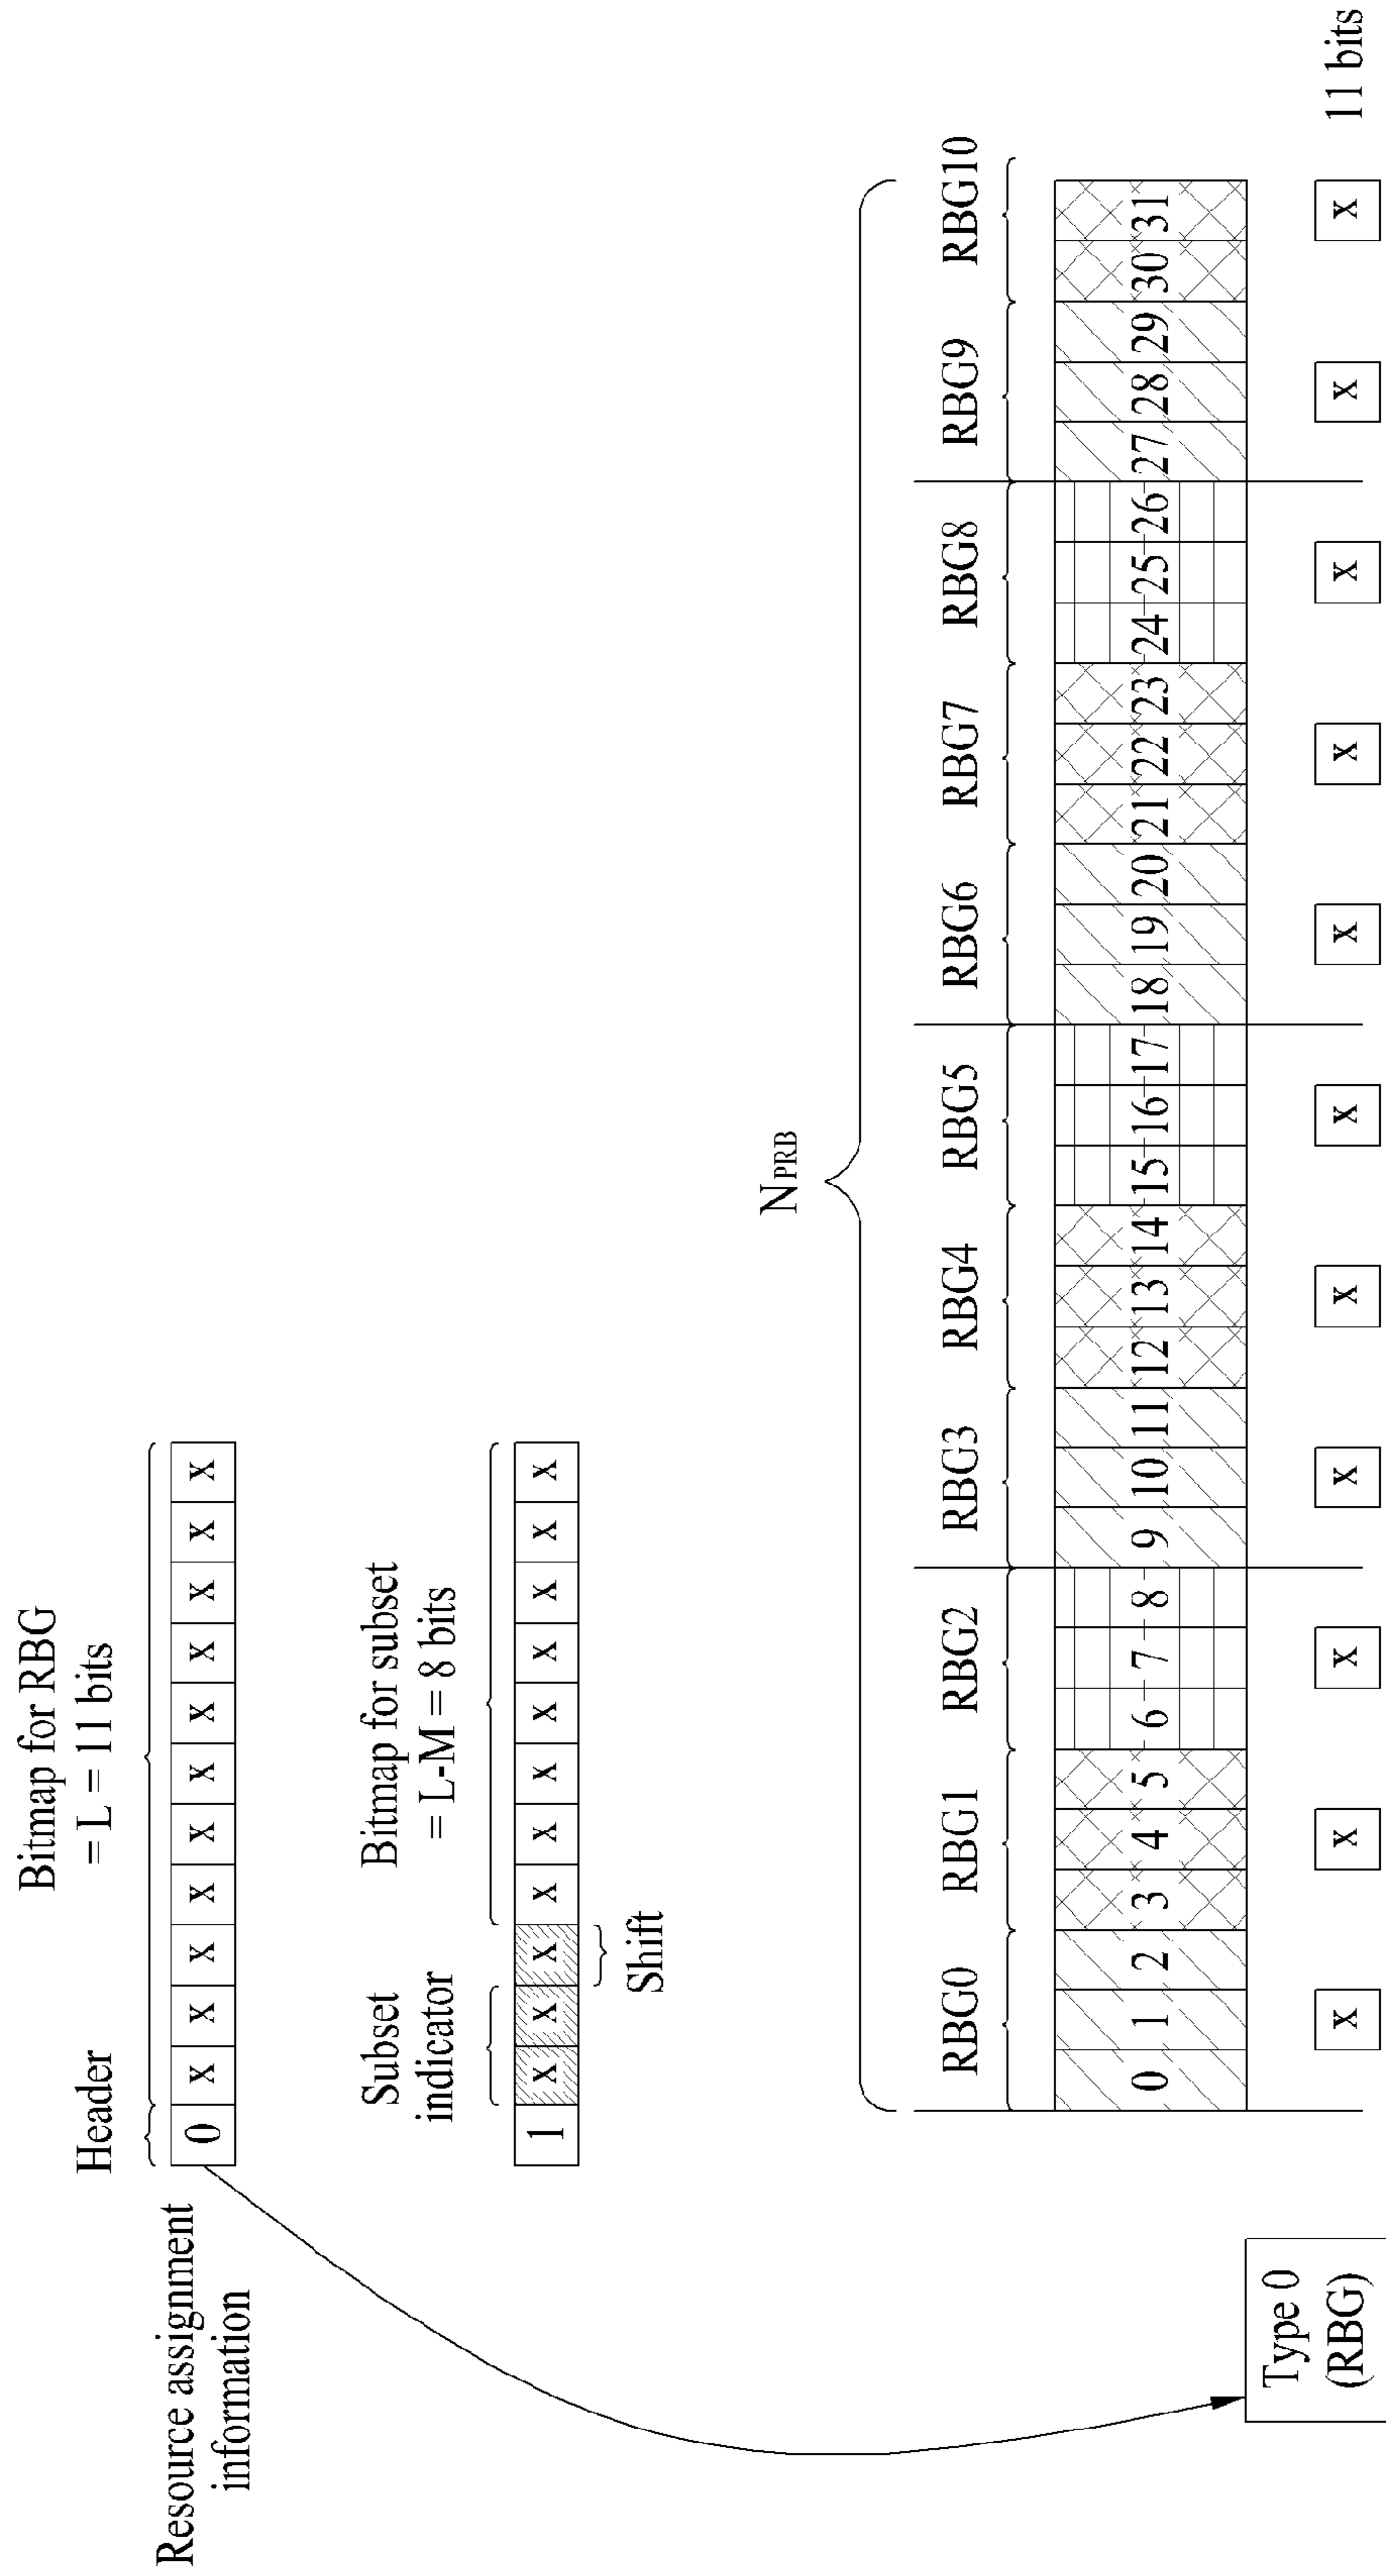 Bitmap for RBG
= L = 11 bits
Header
Resource assignment
information
0 X X X X X X X X X X X
Subset
indicator
Bitmap for subset
= L-M = 8 bits
1 X X X X X X X X X X X
Shift
NPRB
RBG0 RBG1 RBG2 RBG3 RBG4 RBG5 RBG6 RBG7 RBG8 RBG9 RBG10
0 1 2 3 4 5 6 7 8 9 10 11 12 13 14 15 16 17 18 19 20 21 22 23 24 25 26 27 28 29 30 31
Type 0
(RBG)
X X X X X X X X X X X 11 bits